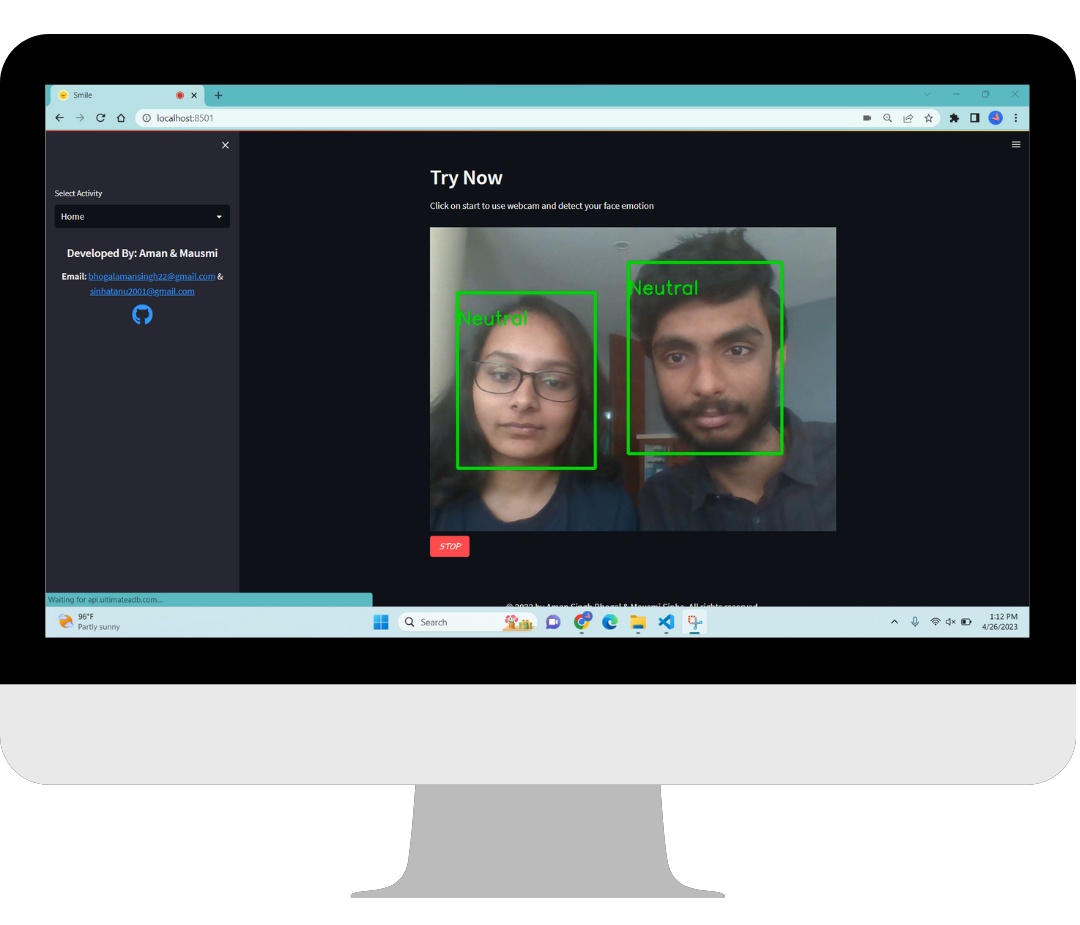 Smile
localhost:8501
Select Activity
Home
Developed By: Aman & Mausmi
Email: bhogalamansingh22@gmail.com &
sinhatanu2001@gmail.com
Try Now
Click on start to use webcam and detect your face emotion
Neutral
Neutral
STOP
© 2023 by Aman Singh Bhogal & Mausmi Sinha. All rights reserved
Waiting for api.ultimateadb.com...
96°F
Partly sunny
Search
1:12 PM
4/26/2023